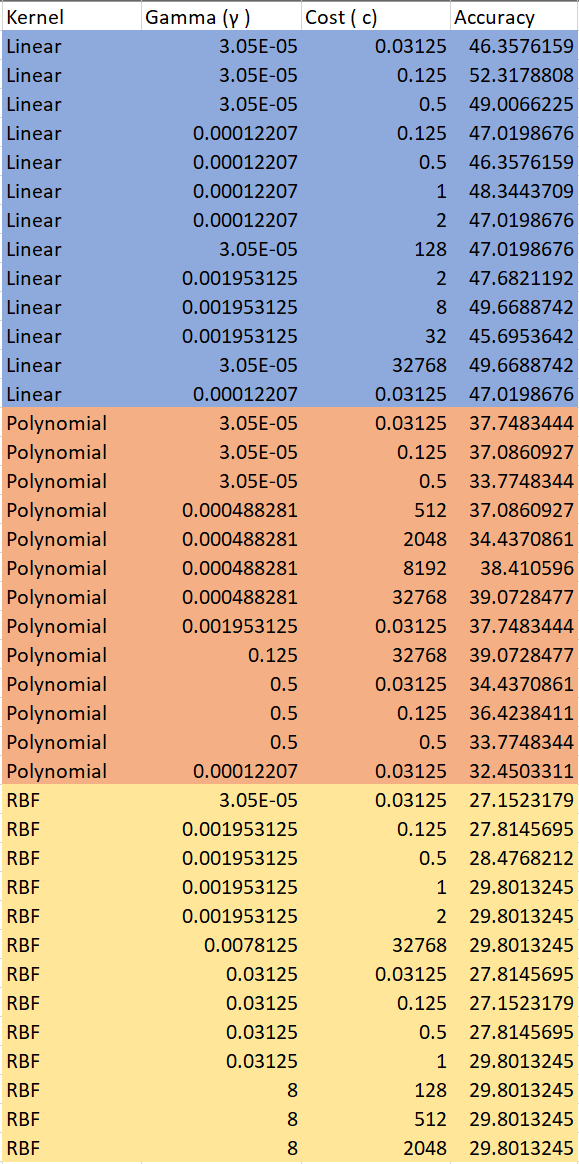 Kernel Gamma (γ ) Cost ( c) Accuracy
Linear 3.05E-05 0.03125 46.3576159
Linear 3.05E-05 0.125 52.3178808
Linear 3.05E-05 0.5 49.0066225
Linear 0.00012207 0.125 47.0198676
Linear 0.00012207 0.5 46.3576159
Linear 0.00012207 1 48.3443709
Linear 0.00012207 2 47.0198676
Linear 3.05E-05 128 47.0198676
Linear 0.001953125 2 47.6821192
Linear 0.001953125 8 49.6688742
Linear 0.001953125 32 45.6953642
Linear 3.05E-05 32768 49.6688742
Linear 0.00012207 0.03125 47.0198676
Polynomial 3.05E-05 0.03125 37.7483444
Polynomial 3.05E-05 0.125 37.0860927
Polynomial 3.05E-05 0.5 33.7748344
Polynomial 0.000488281 512 37.0860927
Polynomial 0.000488281 2048 34.4370861
Polynomial 0.000488281 8192 38.410596
Polynomial 0.000488281 32768 39.0728477
Polynomial 0.001953125 0.03125 37.7483444
Polynomial 0.125 32768 39.0728477
Polynomial 0.5 0.03125 34.4370861
Polynomial 0.5 0.125 36.4238411
Polynomial 0.5 0.5 33.7748344
Polynomial 0.00012207 0.03125 32.4503311
RBF 3.05E-05 0.03125 27.1523179
RBF 0.001953125 0.125 27.8145695
RBF 0.001953125 0.5 28.4768212
RBF 0.001953125 1 29.8013245
RBF 0.001953125 2 29.8013245
RBF 0.0078125 32768 29.8013245
RBF 0.03125 0.03125 27.8145695
RBF 0.03125 0.125 27.1523179
RBF 0.03125 0.5 27.8145695
RBF 0.03125 1 29.8013245
RBF 8 128 29.8013245
RBF 8 512 29.8013245
RBF 8 2048 29.8013245